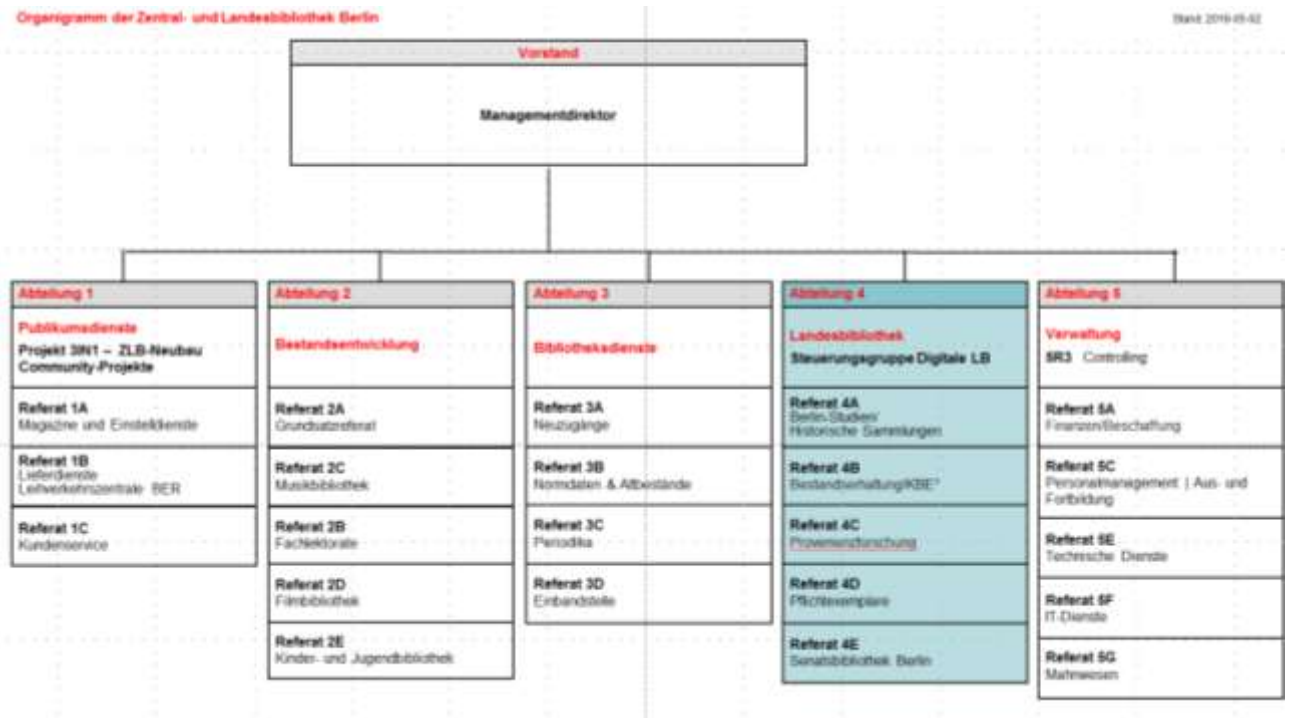 Organigramm der Zentral- und Landesbibliothek Berlin
Stand:
Vorstand
Managementdirektor
Abteilung 1
Publikumsdienste
Projekt 3IN1 – ZLB-Neubau
Community-Projekte
Referat 1A
Magazine und Einstelldienste
Referat 1B
Lieferdienste
Leihverkehrszentrale BER
Referat 1C
Kundenservice
Abteilung 2
Bestandsentwicklung
Referat 2A
Grundsatzreferat
Referat 2C
Musikbibliothek
Referat 2B
Fachlektorate
Referat 2D
Filmbibliothek
Referat 2E
Kinder- und Jugendbibliothek
Abteilung 3
Bibliotheksdienste
Referat 3A
Neuzugänge
Referat 3B
Normdaten & Altbestände
Referat 3C
Periodika
Referat 3D
Einbandstelle
Abteilung 4
Landesbibliothek
Steuerungsgruppe Digitale LB
Referat 4A
Berlin-Studien/
Historische Sammlungen
Referat 4B
Bestandserhaltung/KBE*
Referat 4C
Provenienzforschung
Referat 4D
Pflichtexemplare
Referat 4E
Senatsbibliothek Berlin
Abteilung 5
Verwaltung
5R3 Controlling
Referat 5A
Finanzen/Beschaffung
Referat 5C
Personalmanagement | Aus- und
Fortbildung
Referat 5E
Technische Dienste
Referat 5F
IT-Dienste
Referat 5G
Mahnwesen